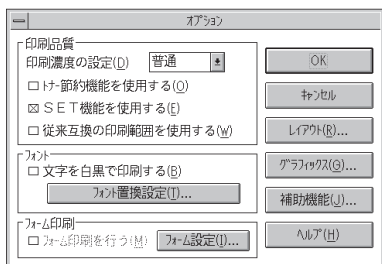 ｵﾌﾟｼｮﾝ
印刷品質
印刷濃度の設定(D) 普通
ﾄﾅｰ節約機能を使用する(O)
ＳＥＴ機能を使用する(E)
従来互換の印刷範囲を使用する(W)
ﾌｫﾝﾄ
文字を白黒で印刷する(B)
ﾌｫﾝﾄ置換設定(T)...
ﾌｫｰﾑ印刷
ﾌｫｰﾑ印刷を行う(M) ﾌｫｰﾑ設定(I)...
OK
ｷｬﾝｾﾙ
ﾚｲｱｳﾄ(R)...
ｸﾞﾗﾌｨｯｸｽ(G)...
補助機能(J)...
ﾍﾙﾌﾟ(H)